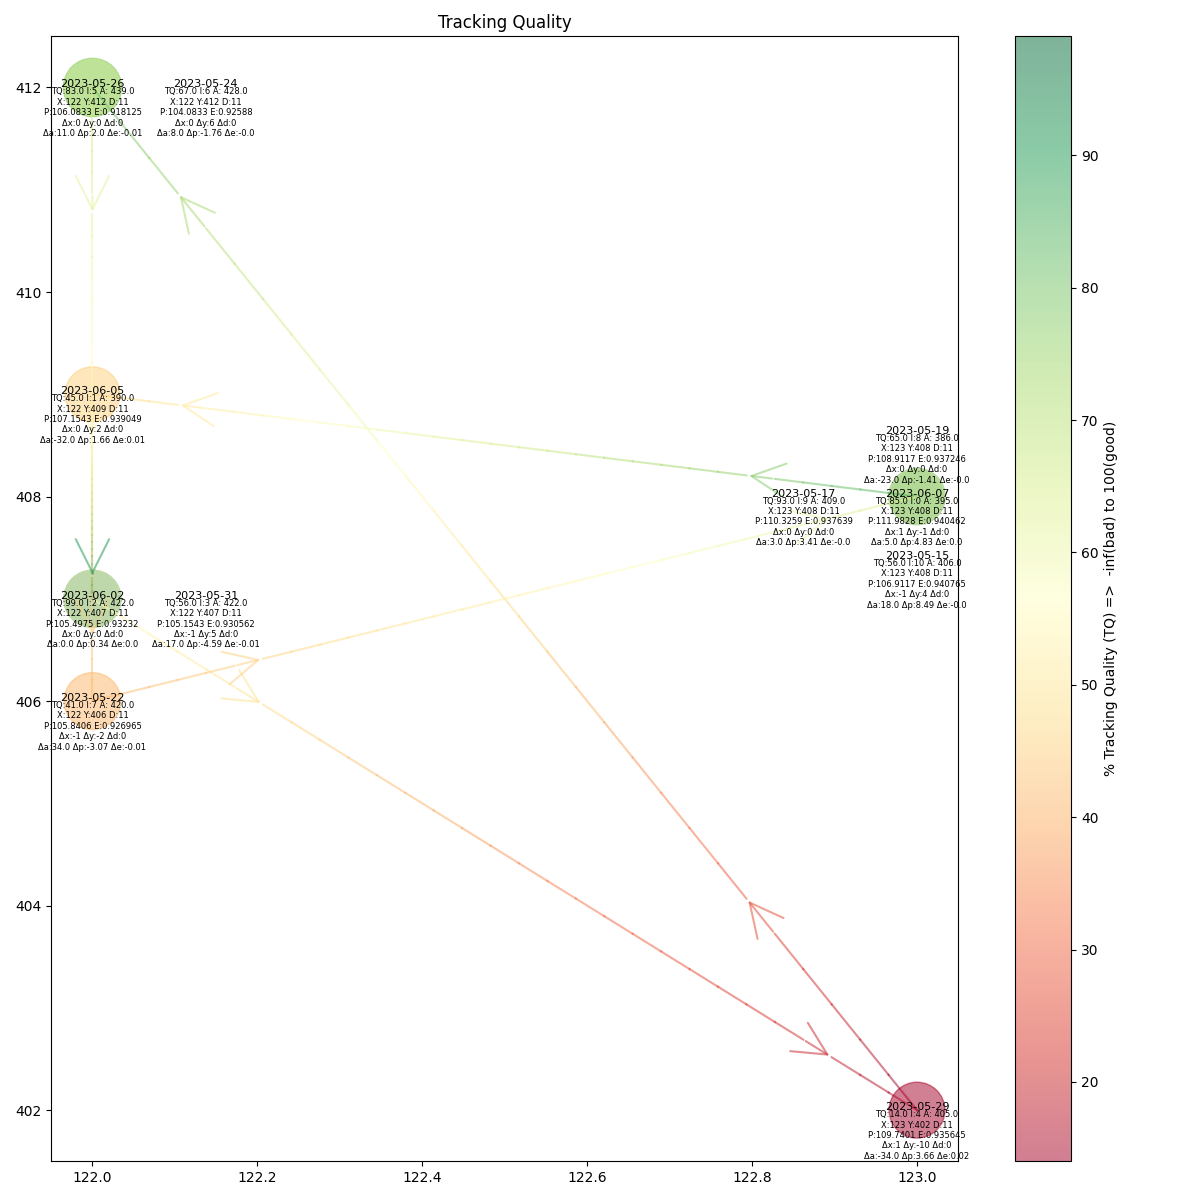 Tracking Quality
412
410
408
406
404
402
122.0
122.2
122.4
122.6
122.8
123.0
2023-05-26
TQ:83.0 I:5 A: 439.0
X:122 Y:412 D:11
P:106.0833 E:0.918125
Δx:0 Δy:0 Δd:0
Δa:11.0 Δp:2.0 Δe:-0.01
2023-05-24
TQ:67.0 I:6 A: 428.0
X:122 Y:412 D:11
P:104.0833 E:0.92588
Δx:0 Δy:6 Δd:0
Δa:8.0 Δp:-1.76 Δe:-0.0
2023-06-05
TQ:45.0 I:1 A: 390.0
X:122 Y:409 D:11
P:107.1543 E:0.939049
Δx:0 Δy:2 Δd:0
Δa:-32.0 Δp:1.66 Δe:0.01
2023-05-19
TQ:65.0 I:8 A: 386.0
X:123 Y:408 D:11
P:108.9117 E:0.937246
Δx:0 Δy:0 Δd:0
Δa:-23.0 Δp:-1.41 Δe:-0.0
2023-05-17
TQ:93.0 I:9 A: 409.0
X:123 Y:408 D:11
P:110.3259 E:0.937639
Δx:0 Δy:0 Δd:0
Δa:3.0 Δp:3.41 Δe:-0.0
2023-06-07
TQ:85.0 I:0 A: 395.0
X:123 Y:408 D:11
P:111.9828 E:0.940462
Δx:1 Δy:-1 Δd:0
Δa:5.0 Δp:4.83 Δe:0.0
2023-05-15
TQ:56.0 I:10 A: 406.0
X:123 Y:408 D:11
P:106.9117 E:0.940765
Δx:-1 Δy:4 Δd:0
Δa:18.0 Δp:8.49 Δe:-0.0
2023-06-02
TQ:99.0 I:2 A: 422.0
X:122 Y:407 D:11
P:105.4975 E:0.93232
Δx:0 Δy:0 Δd:0
Δa:0.0 Δp:0.34 Δe:0.0
2023-05-31
TQ:56.0 I:3 A: 422.0
X:122 Y:407 D:11
P:105.1543 E:0.930562
Δx:-1 Δy:5 Δd:0
Δa:17.0 Δp:-4.59 Δe:-0.01
2023-05-22
TQ:41.0 I:7 A: 420.0
X:122 Y:406 D:11
P:105.8406 E:0.926965
Δx:-1 Δy:-2 Δd:0
Δa:34.0 Δp:-3.07 Δe:-0.01
2023-05-29
TQ:14.0 I:4 A: 405.0
X:123 Y:402 D:11
P:109.7401 E:0.935645
Δx:1 Δy:-10 Δd:0
Δa:-34.0 Δp:3.66 Δe:0.02
90
80
70
60
50
40
30
20
% Tracking Quality (TQ) => -inf(bad) to 100(good)